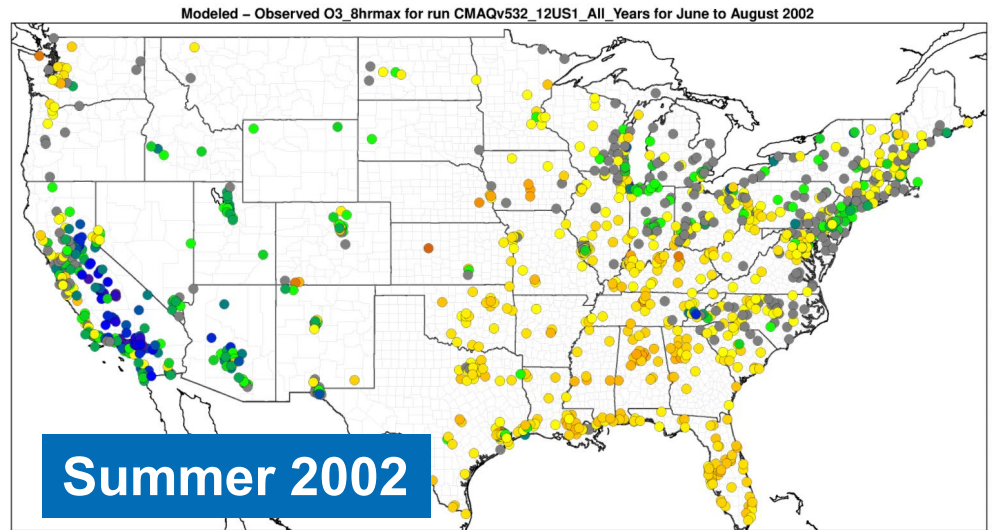 Modeled − Observed O3_8hrmax for run CMAQv532_12US1_All_Years for June to August 2002
Summer 2002